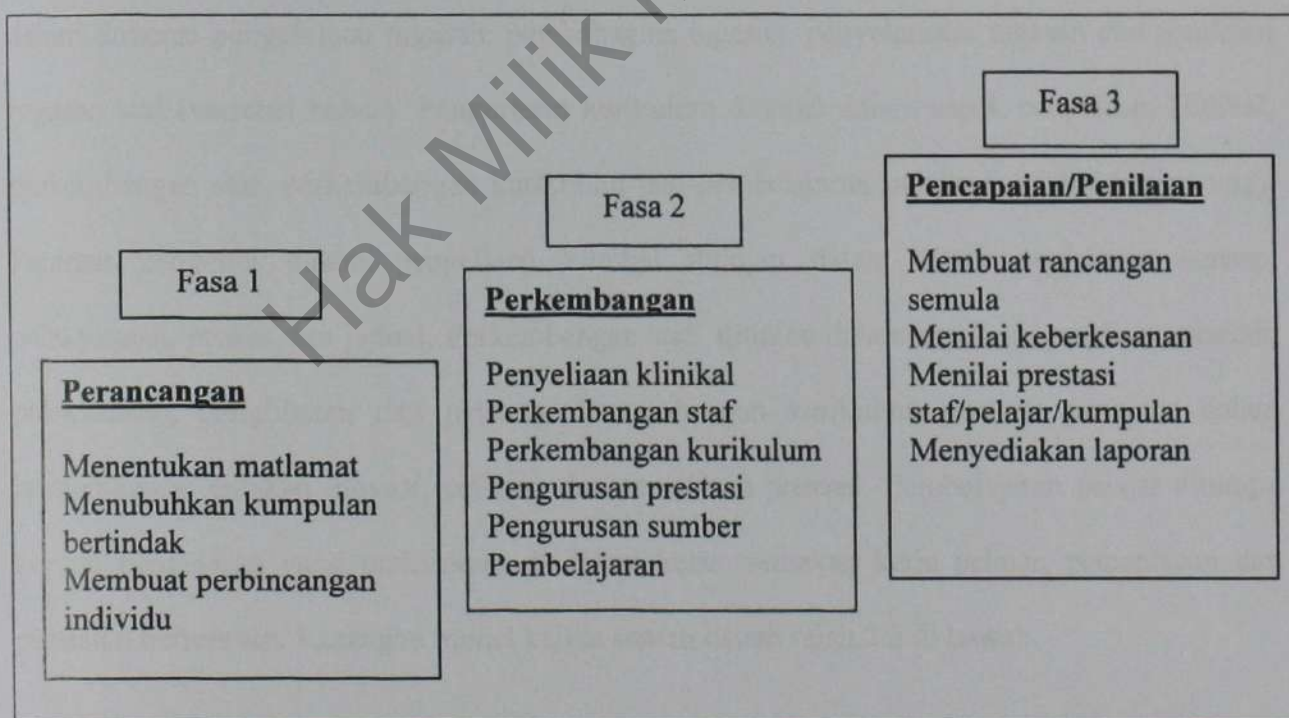 Hak Milik
Fasa 1
Perancangan
Menentukan matlamat
Menubuhkan kumpulan
bertindak
Membuat perbincangan
individu
Fasa 2
Perkembangan
Penyeliaan klinikal
Perkembangan staf
Perkembangan kurikulum
Pengurusan prestasi
Pengurusan sumber
Pembelajaran
Fasa 3
Pencapaian/Penilaian
Membuat rancangan
semula
Menilai keberkesanan
Menilai prestasi
staf/pelajar/kumpulan
Menyediakan laporan